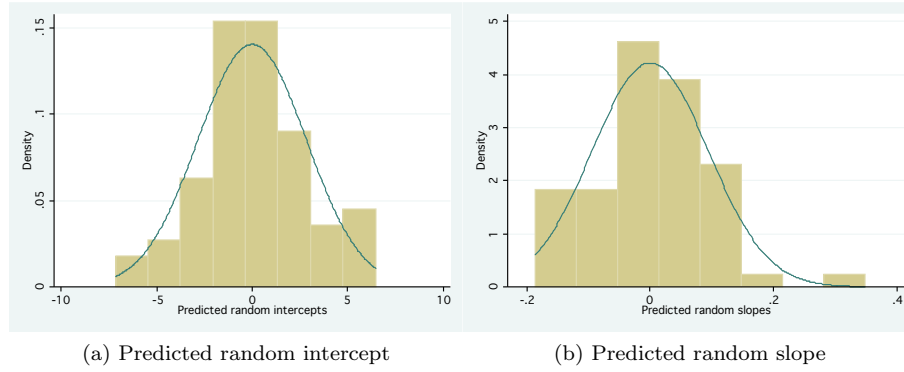 Density
0 .05 .1 .15
-10 -5 0 5 10
Predicted random intercepts
Density
0 1 2 3 4 5
-.2 0 .2 .4
Predicted random slopes
(a) Predicted random intercept
(b) Predicted random slope